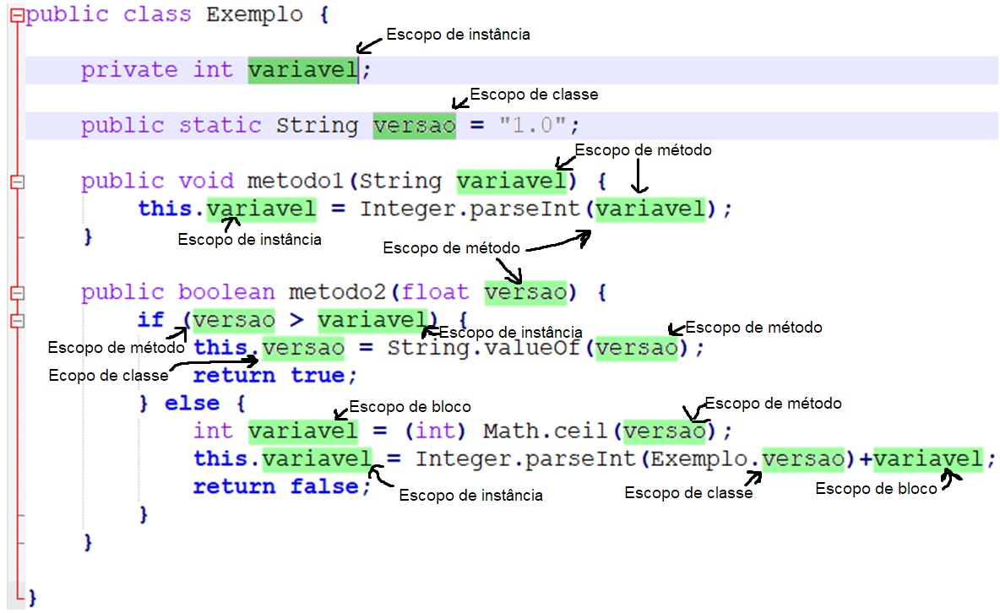 public class Exemplo {
Escopo de instância
private int variavel;
Escopo de classe
public static String versao = "1.0";
Escopo de método
public void metodo1(String variavel) {
this.variavel = Integer.parseInt(variavel);
Escopo de instância
}
Escopo de método
public boolean metodo2(float versao) {
if (versao > variavel) {
Escopo de método
Escopo de instância
Escopo de método
this.versao = String.valueOf(versao);
Ecopo de classe
return true;
} else {
Escopo de bloco
Escopo de método
int variavel = (int) Math.ceil(versao);
this.variavel = Integer.parseInt(Exemplo.versao)+variavel;
return false;
Escopo de instância
Escopo de classe
Escopo de bloco
}
}
}